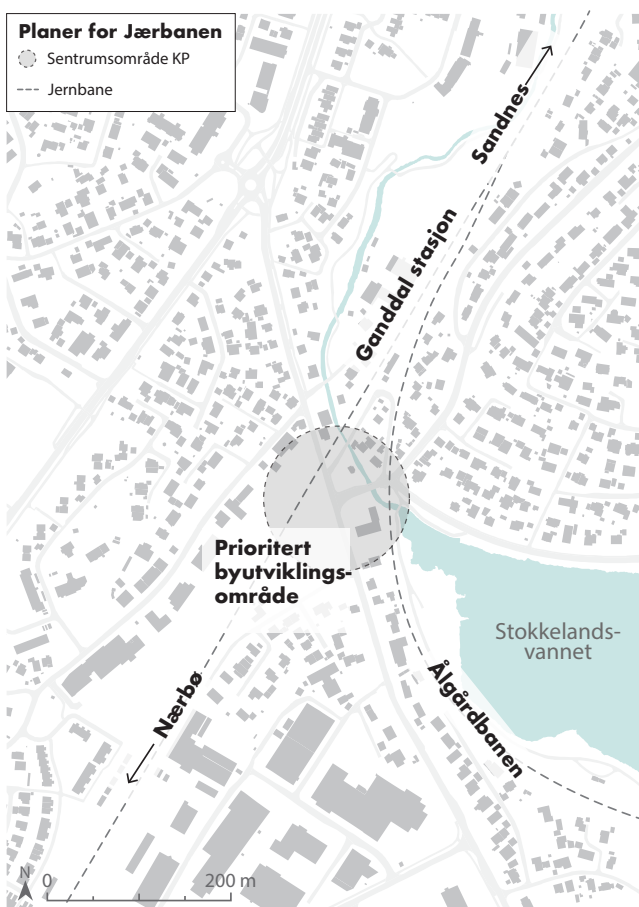 Planer for Jærbanen
Sentrumsområde KP
Jernbane
Sandnes
Ganddal stasjon
Prioritert
byutviklings-
område
Stokkelands-
vannet
Ålgårdbanen
Nærbø
N
0
200 m